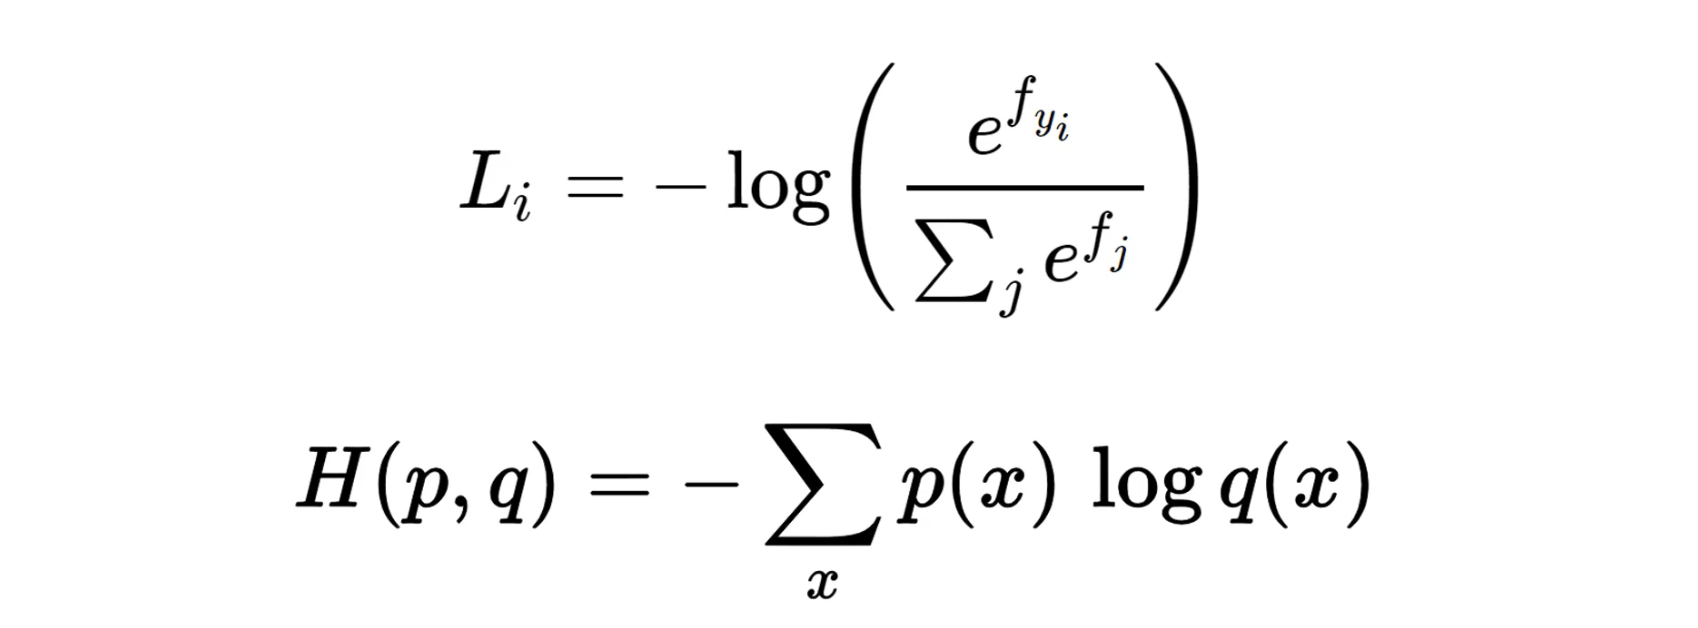 L_i = -\log\left(\frac{e^{f_{y_i}}}{\sum_j e^{f_j}}\right)
H(p, q) = -\sum_x p(x) \log q(x)